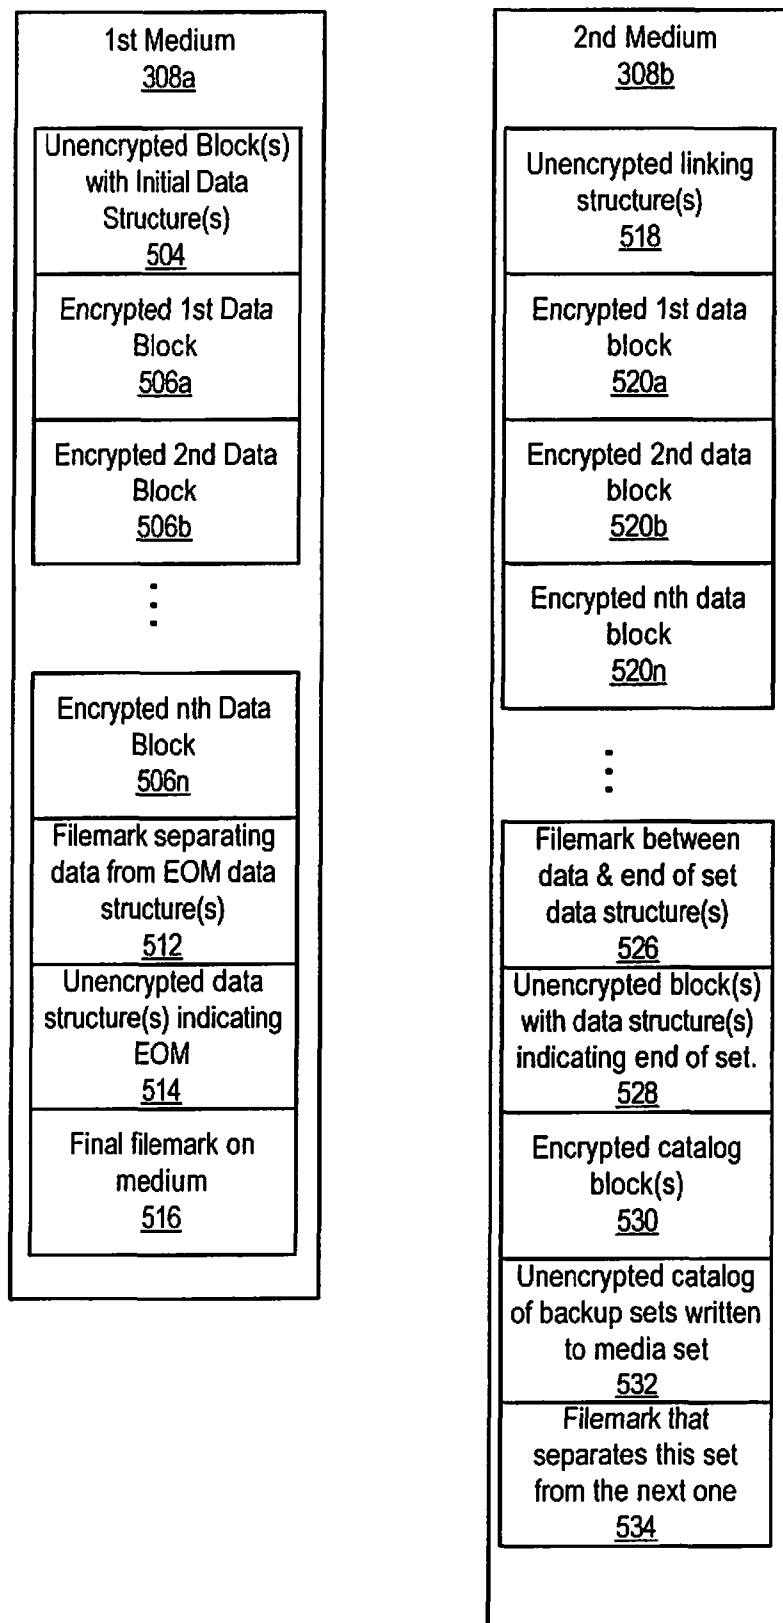 1st Medium
308a
Unencrypted Block(s)
with Initial Data
Structure(s)
504
Encrypted 1st Data
Block
506a
Encrypted 2nd Data
Block
506b
Encrypted nth Data
Block
506n
Filemark separating
data from EOM data
structure(s)
512
Unencrypted data
structure(s) indicating
EOM
514
Final filemark on
medium
516
2nd Medium
308b
Unencrypted linking
structure(s)
518
Encrypted 1st data
block
520a
Encrypted 2nd data
block
520b
Encrypted nth data
block
520n
Filemark between
data & end of set
data structure(s)
526
Unencrypted block(s)
with data structure(s)
indicating end of set.
528
Encrypted catalog
block(s)
530
Unencrypted catalog
of backup sets written
to media set
532
Filemark that
separates this set
from the next one
534